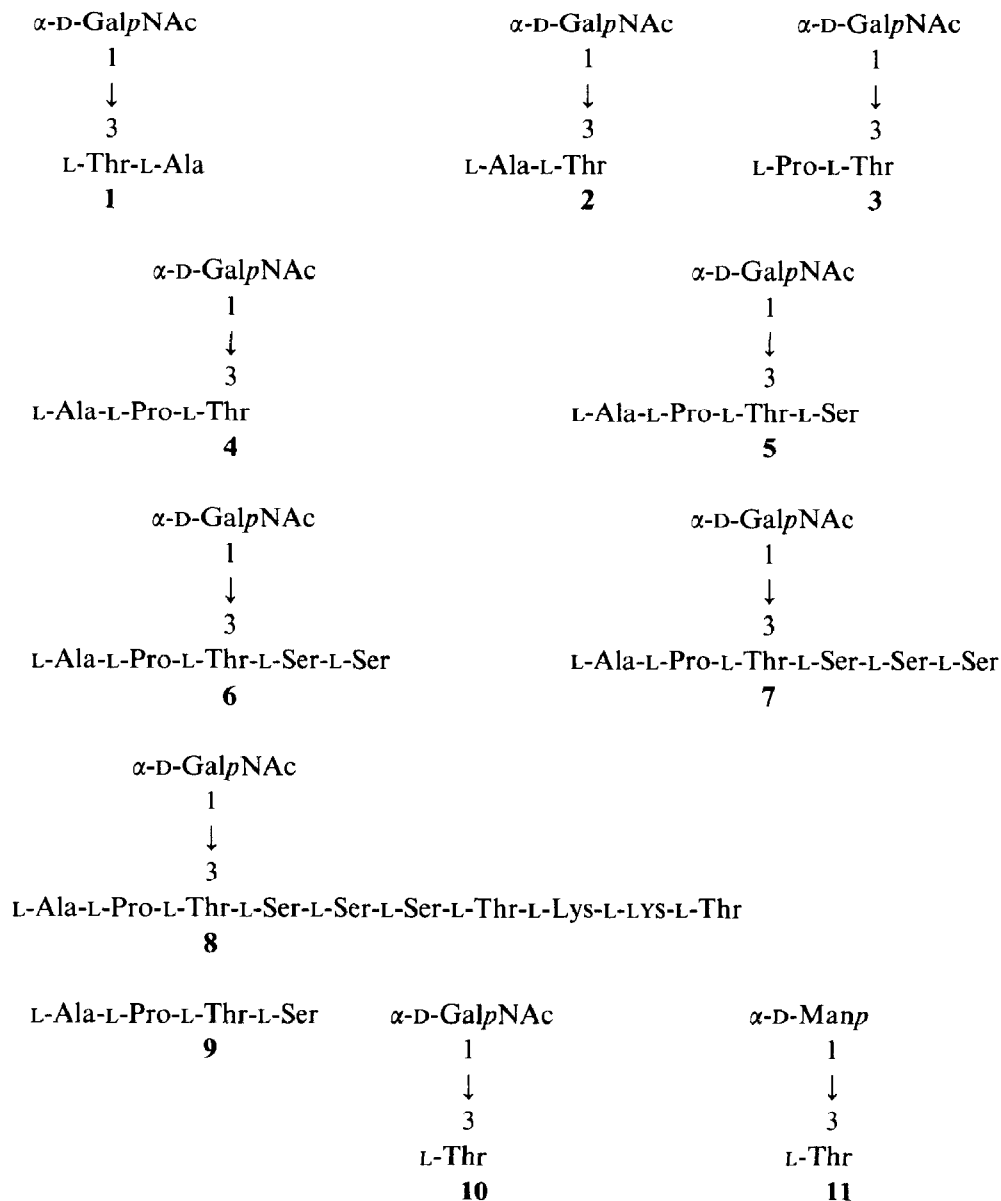 α-D-GalpNAc α-D-GalpNAc α-D-GalpNAc
1 1 1
↓ ↓ ↓
3 3 3
L-Thr-L-Ala L-Ala-L-Thr L-Pro-L-Thr
1 2 3
α-D-GalpNAc α-D-GalpNAc
1 1
↓ ↓
3 3
L-Ala-L-Pro-L-Thr L-Ala-L-Pro-L-Thr-L-Ser
4 5
α-D-GalpNAc α-D-GalpNAc
1 1
↓ ↓
3 3
L-Ala-L-Pro-L-Thr-L-Ser-L-Ser L-Ala-L-Pro-L-Thr-L-Ser-L-Ser-L-Ser
6 7
α-D-GalpNAc
1
↓
3
L-Ala-L-Pro-L-Thr-L-Ser-L-Ser-L-Ser-L-Thr-L-Lys-L-LYS-L-Thr
8
L-Ala-L-Pro-L-Thr-L-Ser α-D-GalpNAc α-D-Manp
9 1 1
↓ ↓
3 3
L-Thr L-Thr
10 11